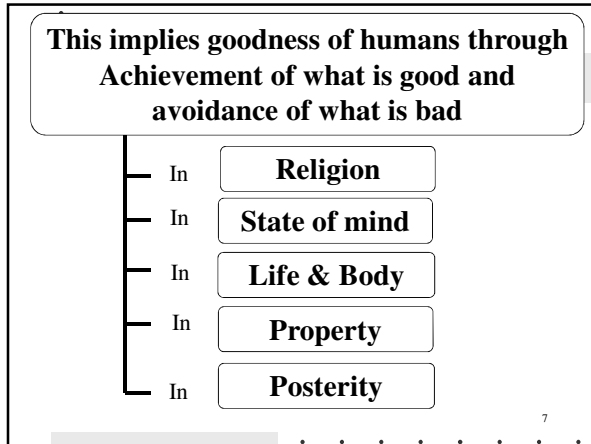 This implies goodness of humans through
Achievement of what is good and
avoidance of what is bad
In Religion
In State of mind
In Life & Body
In Property
In Posterity
7